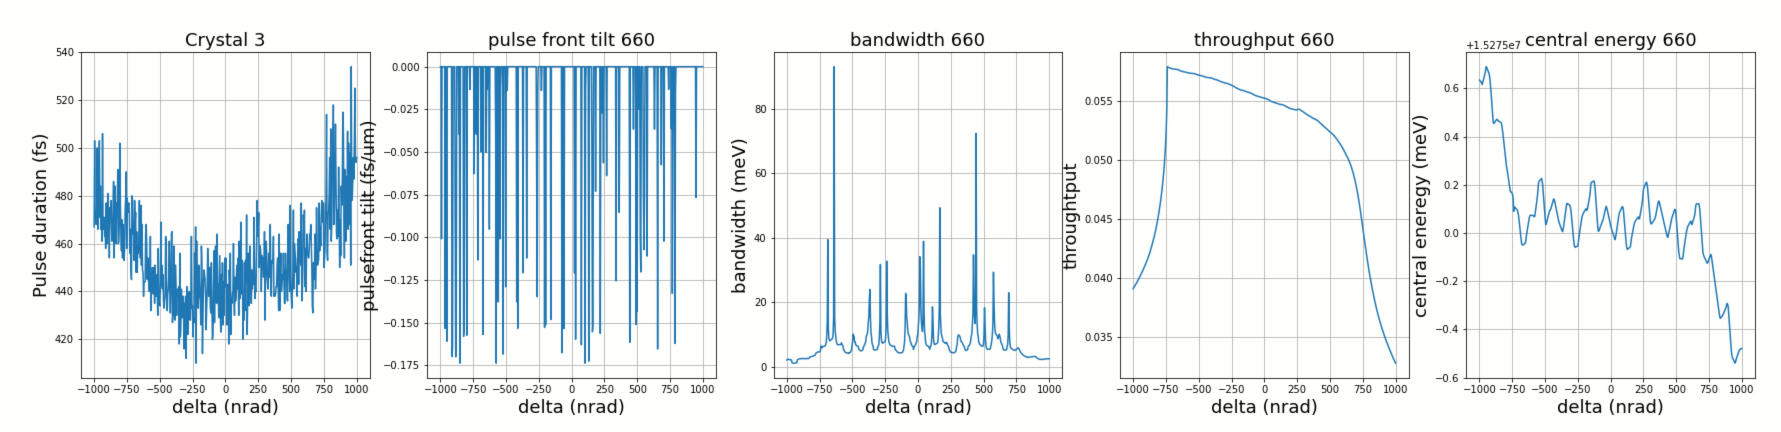 Crystal 3
540
520
500
480
460
440
420
−1000 −750 −500 −250 0 250 500 750 1000
Pulse duration (fs)
delta (nrad)
pulse front tilt 660
0.000
−0.025
−0.050
−0.075
−0.100
−0.125
−0.150
−0.175
−1000 −750 −500 −250 0 250 500 750 1000
pulsefront tilt (fs/um)
delta (nrad)
bandwidth 660
80
60
40
20
0
−1000 −750 −500 −250 0 250 500 750 1000
bandwidth (meV)
delta (nrad)
throughput 660
0.055
0.050
0.045
0.040
0.035
−1000 −750 −500 −250 0 250 500 750 1000
throughtput
delta (nrad)
+1.5275e7
central energy 660
0.6
0.4
0.2
0.0
−0.2
−0.4
−0.6
−1000 −750 −500 −250 0 250 500 750 1000
central energy (meV)
delta (nrad)